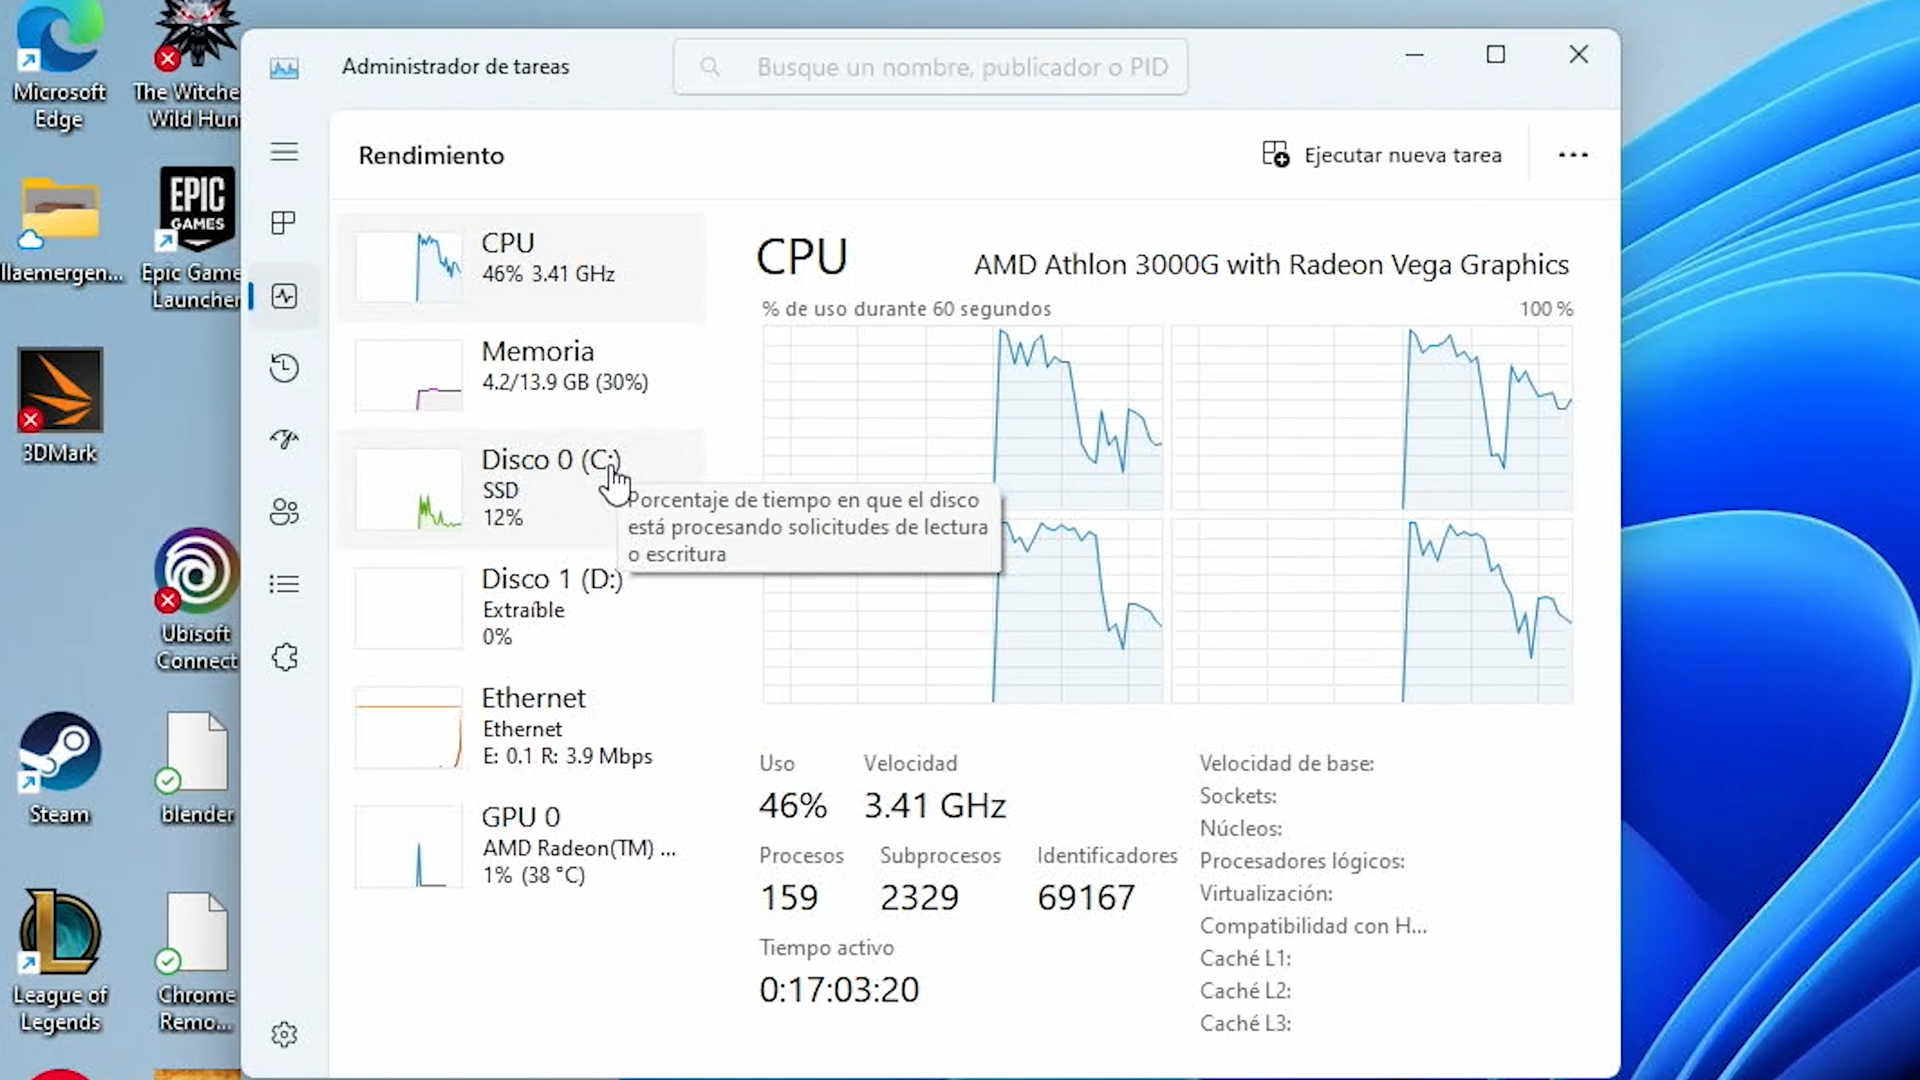 Microsoft
Edge
The Witche
Wild Hun
llaemergen...
EPIC
GAMES
Epic Game
Launcher
3DMark
Ubisoft
Connect
Steam
blender
League of
Legends
Chrome
Remo...
Administrador de tareas
Busque un nombre, publicador o PID
Rendimiento
Ejecutar nueva tarea
CPU
46% 3.41 GHz
Memoria
4.2/13.9 GB (30%)
Disco 0 (C:)
SSD
12%
Porcentaje de tiempo en que el disco
está procesando solicitudes de lectura
o escritura
Disco 1 (D:)
Extraíble
0%
Ethernet
Ethernet
E: 0.1 R: 3.9 Mbps
GPU 0
AMD Radeon(TM) ...
1% (38 °C)
CPU
AMD Athlon 3000G with Radeon Vega Graphics
% de uso durante 60 segundos
100 %
Uso
Velocidad
46%
3.41 GHz
Procesos
Subprocesos
Identificadores
159
2329
69167
Tiempo activo
0:17:03:20
Velocidad de base:
Sockets:
Núcleos:
Procesadores lógicos:
Virtualización:
Compatibilidad con H...
Caché L1:
Caché L2:
Caché L3: